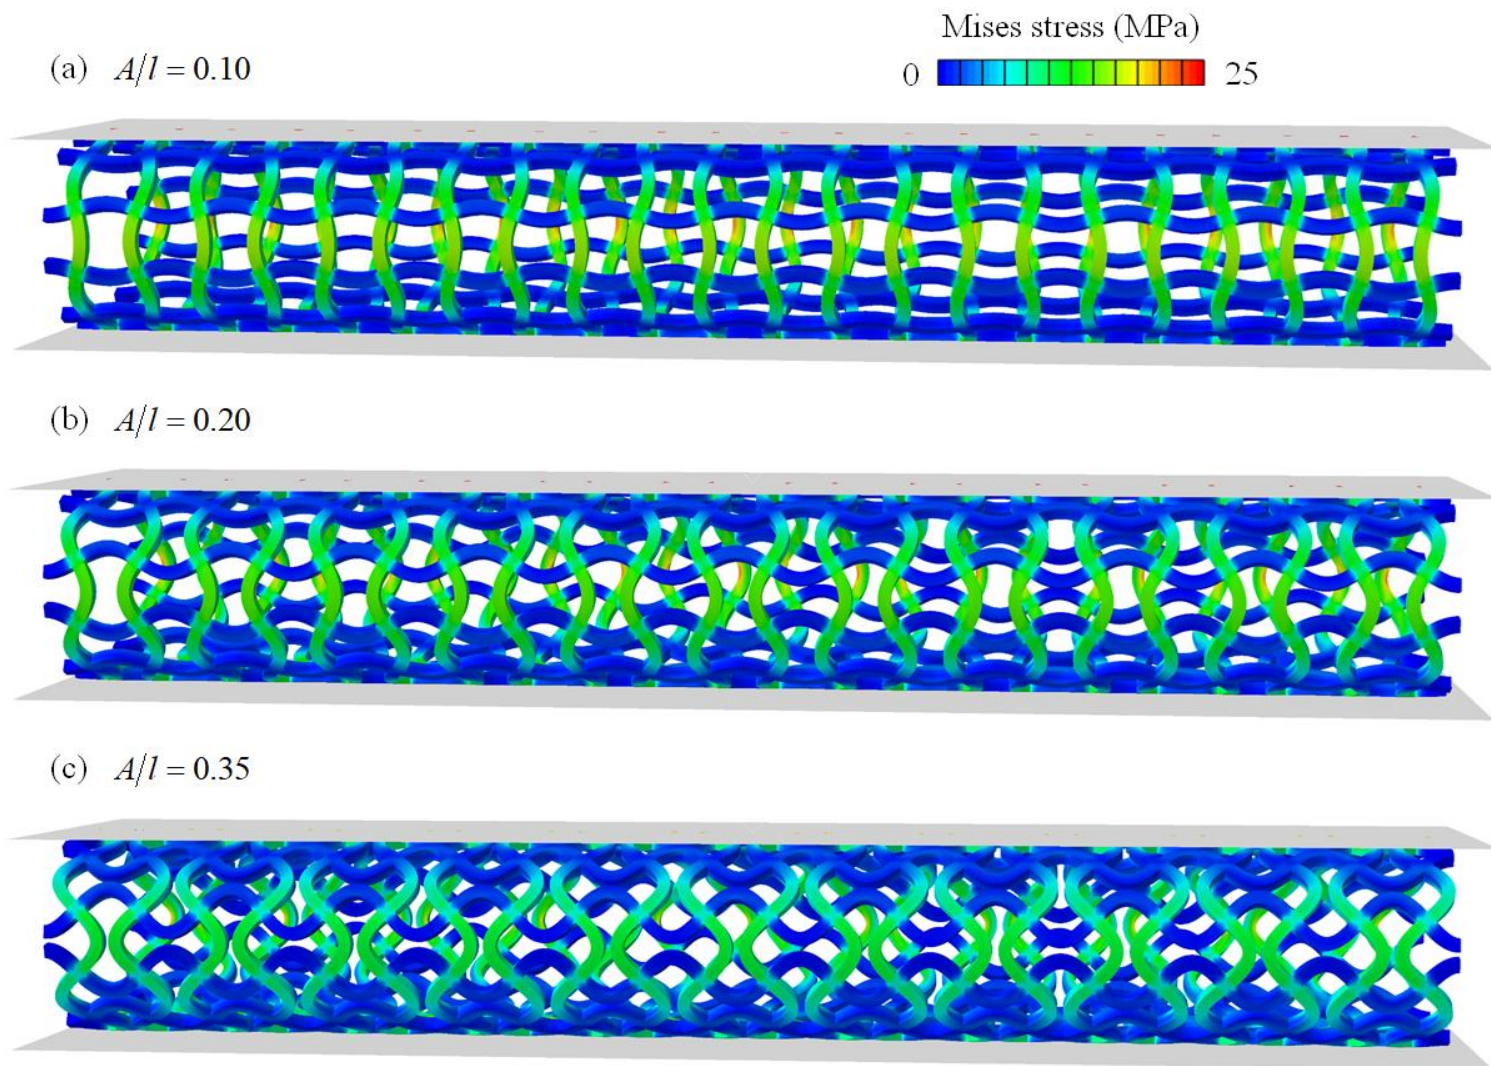 Mises stress (MPa)
(a) A/l = 0.10
0 25
(b) A/l = 0.20
(c) A/l = 0.35